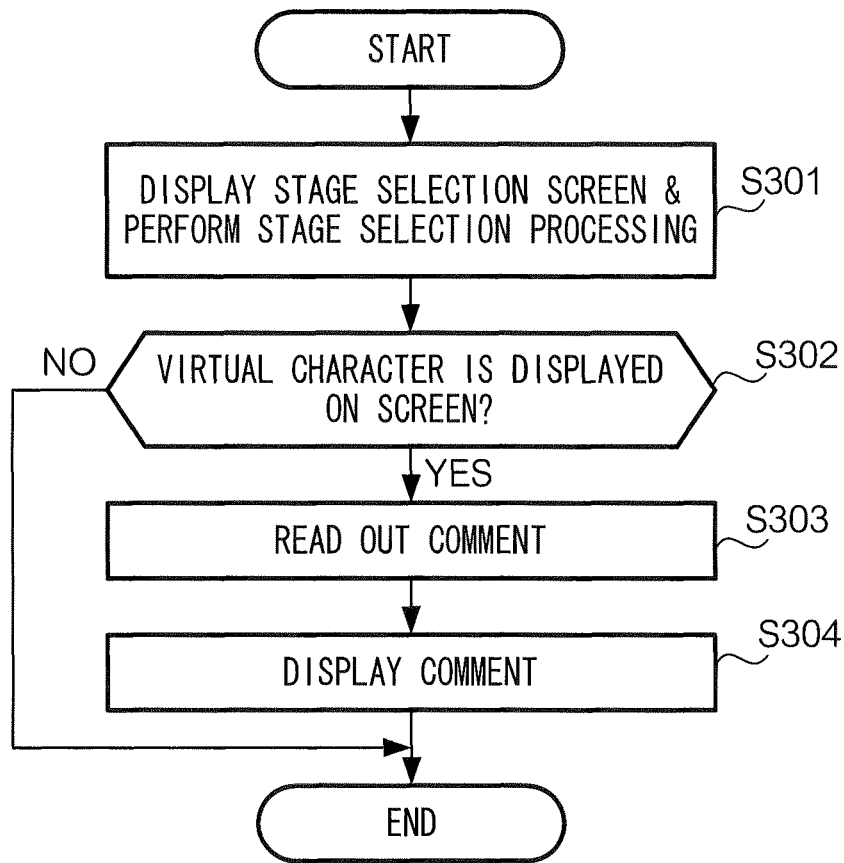 START
DISPLAY STAGE SELECTION SCREEN &
PERFORM STAGE SELECTION PROCESSING
S301
NO
VIRTUAL CHARACTER IS DISPLAYED
ON SCREEN?
S302
YES
READ OUT COMMENT
S303
DISPLAY COMMENT
S304
END